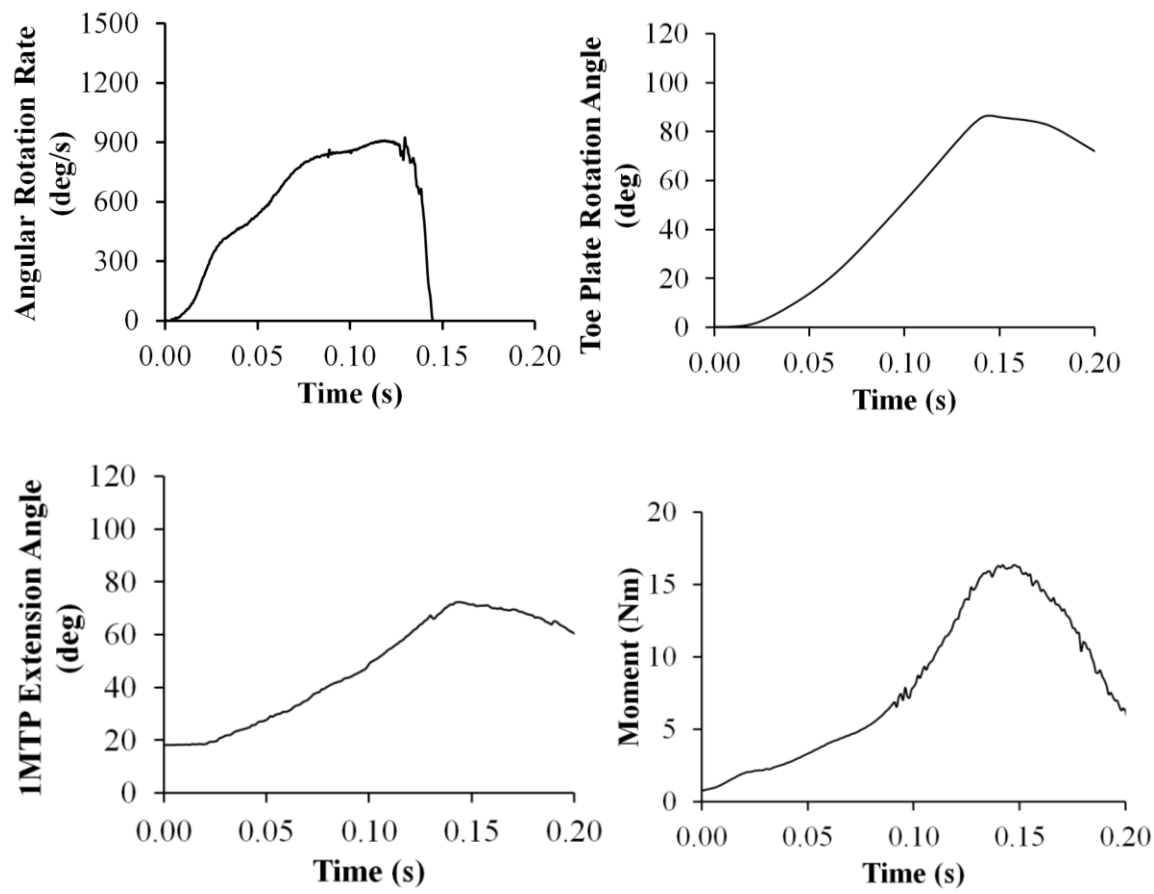 Angular Rotation Rate
(deg/s)
1500
1200
900
600
300
0
0.00 0.05 0.10 0.15 0.20
Time (s)
Toe Plate Rotation Angle
(deg)
120
100
80
60
40
20
0
0.00 0.05 0.10 0.15 0.20
Time (s)
1MTP Extension Angle
(deg)
120
100
80
60
40
20
0
0.00 0.05 0.10 0.15 0.20
Time (s)
Moment (Nm)
20
15
10
5
0
0.00 0.05 0.10 0.15 0.20
Time (s)